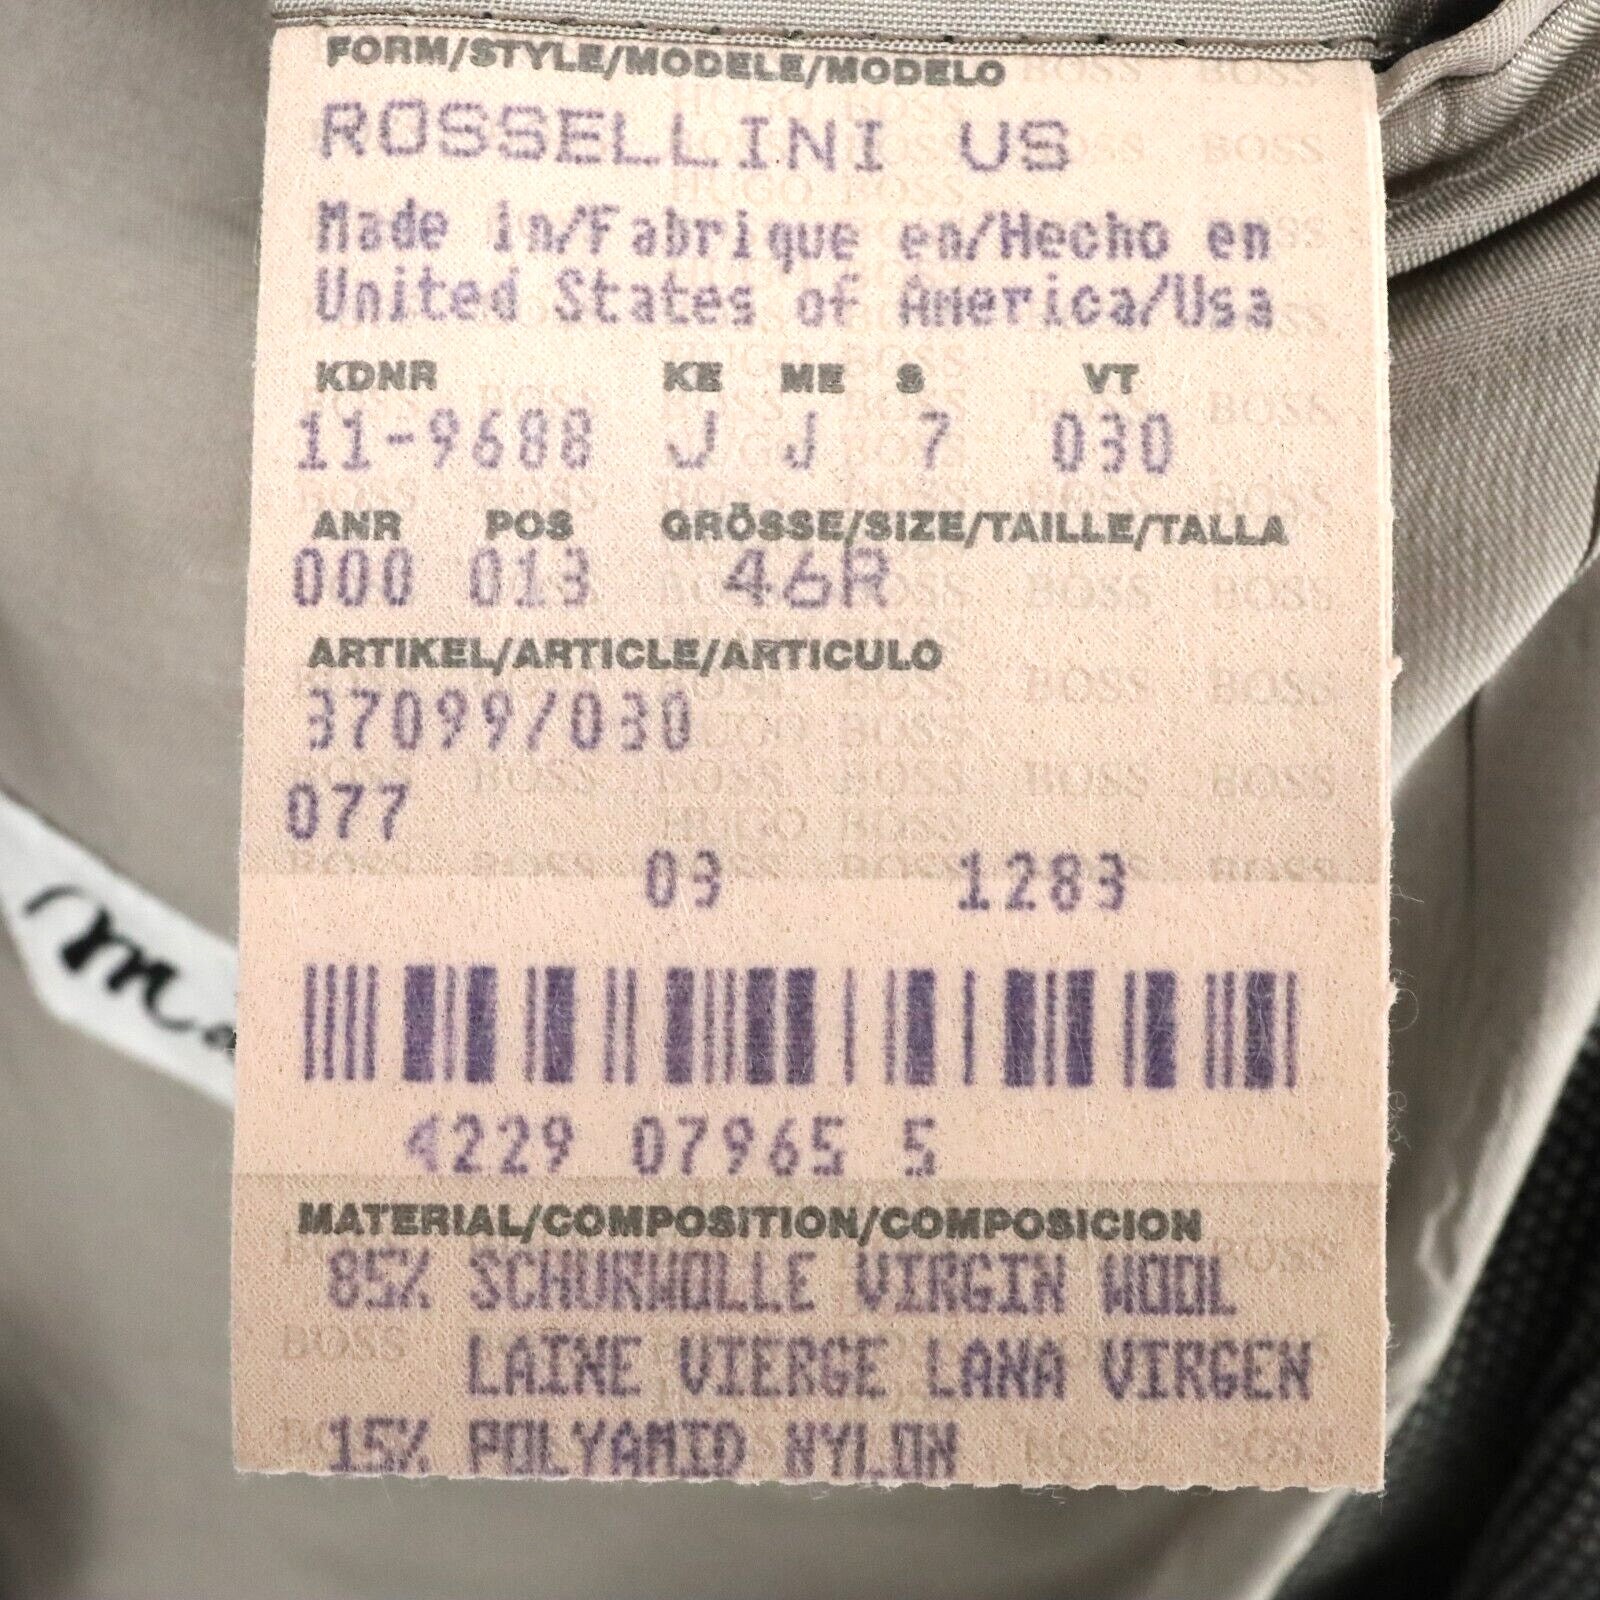 FORM/STYLE/MODELE/MODELO
ROSSELLINI US
Made in/Fabrique en/Hecho en
United States of America/Usa
KDNR KE ME S VT
11-9688 J J 7 030
ANR POS GRÖSSE/SIZE/TAILLE/TALLA
000 013 46R
ARTIKEL/ARTICLE/ARTICULO
37099/030
077
03 1283
4229 07965 5
MATERIAL/COMPOSITION/COMPOSICION
85% SCHURWOLLE VIRGIN WOOL
LAINE VIERGE LANA VIRGEN
15% POLYAMID NYLON